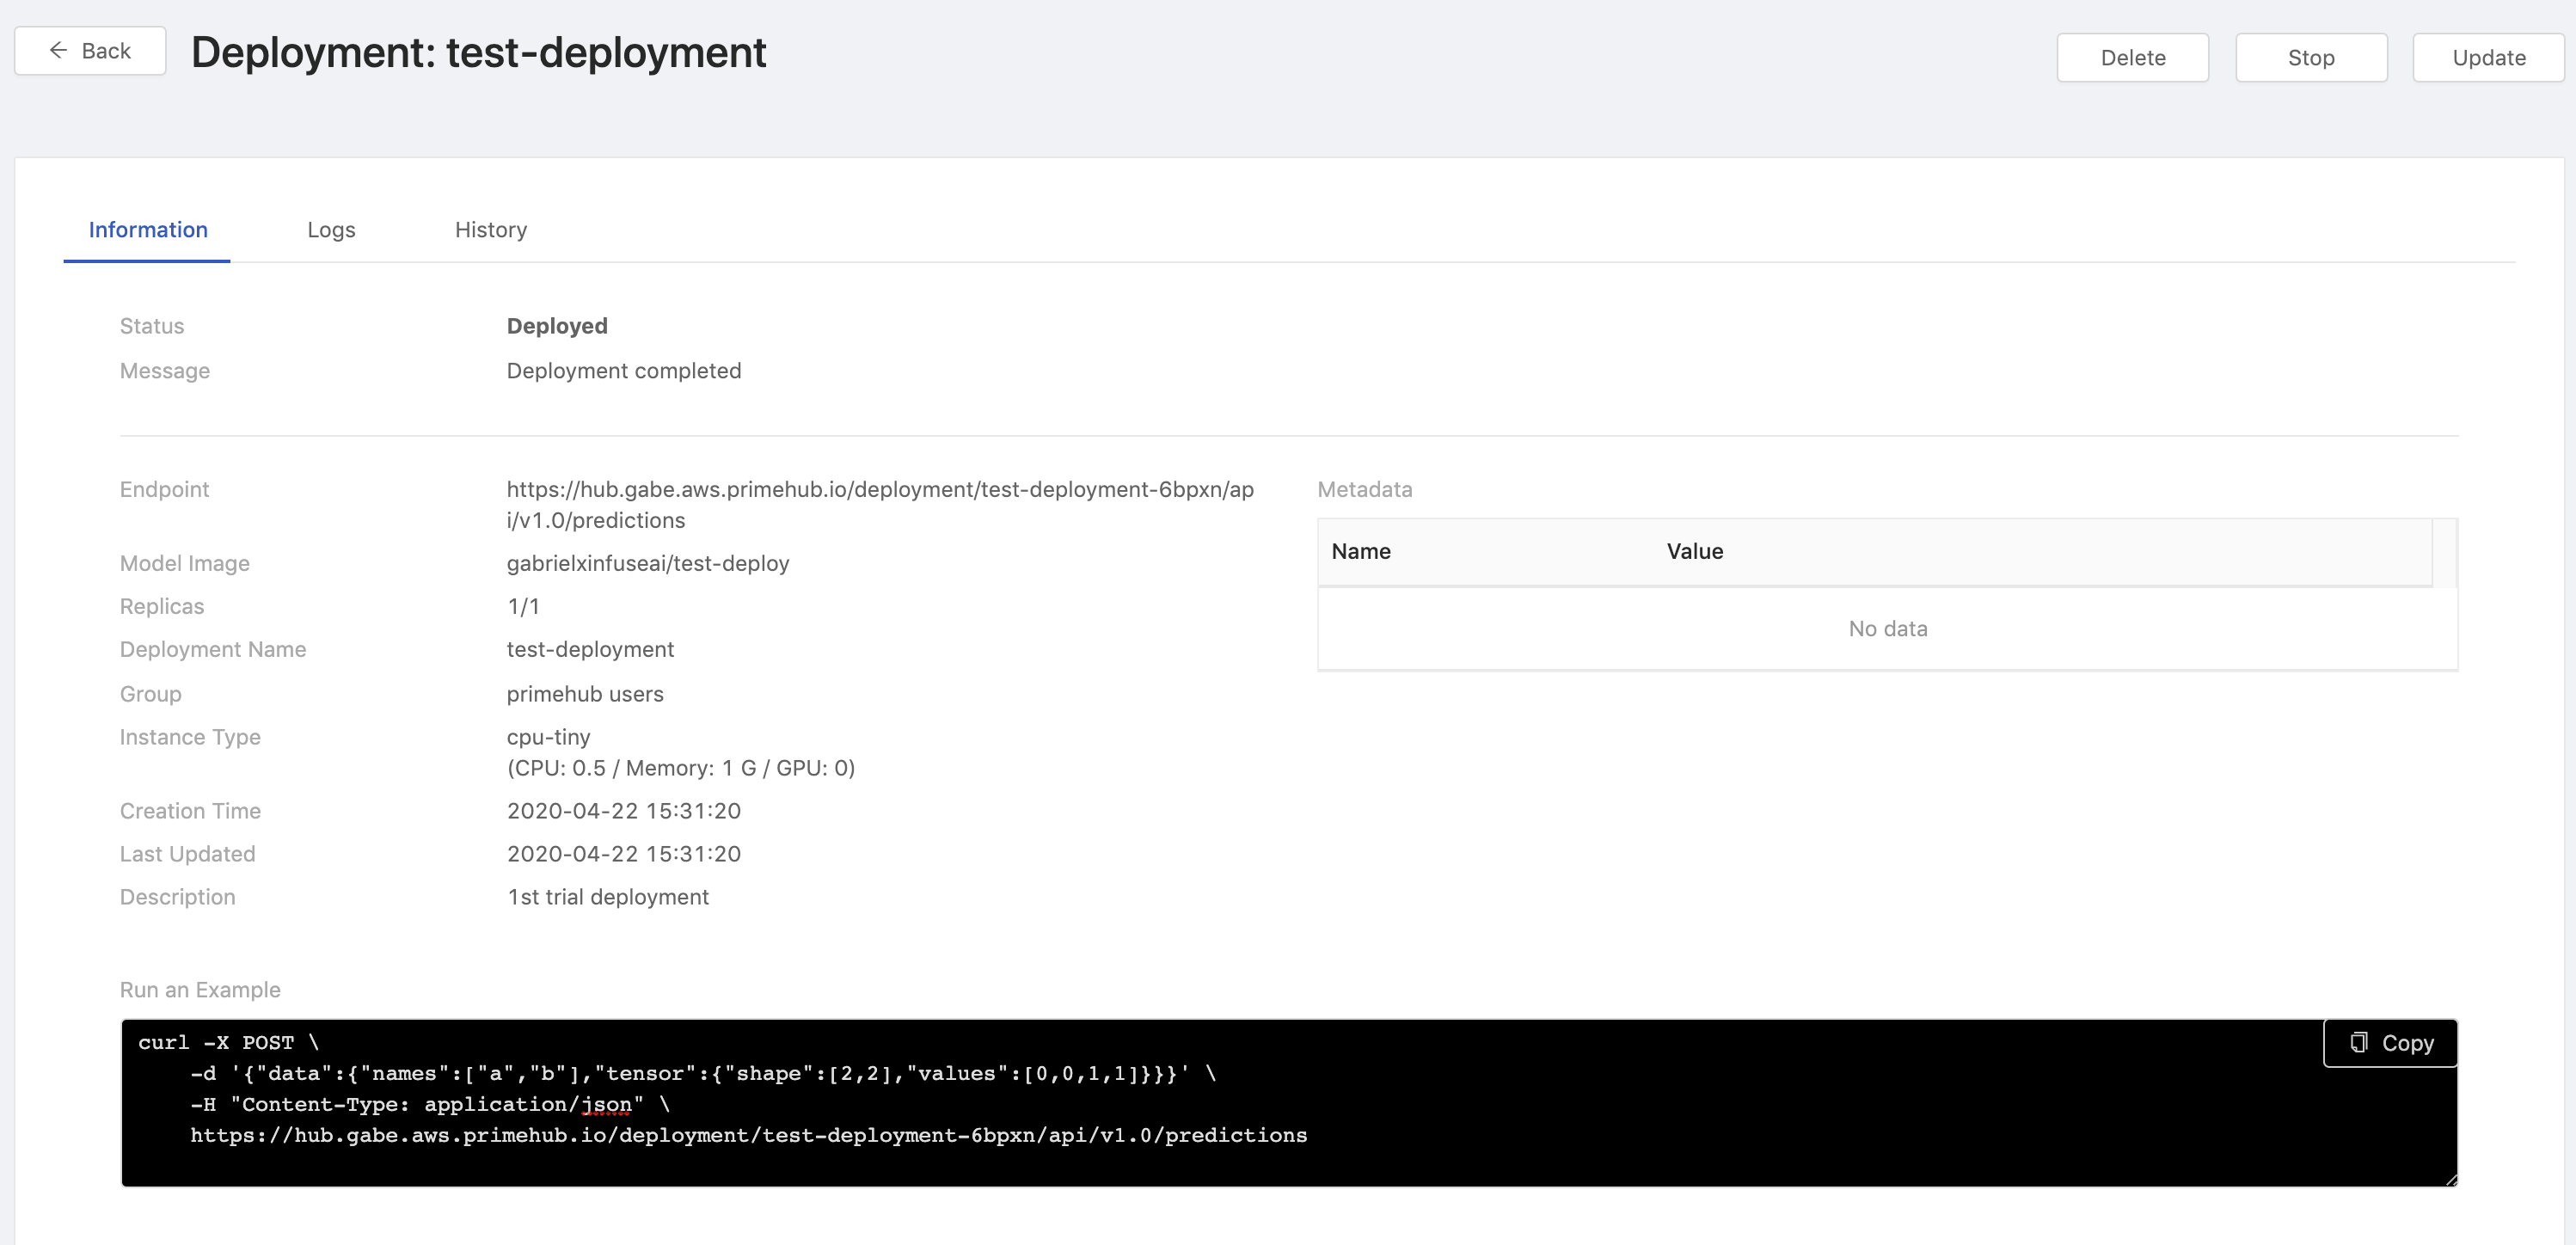 Back
Deployment: test-deployment
Delete
Stop
Update
Information
Logs
History
Status
Deployed
Message
Deployment completed
Endpoint
https://hub.gabe.aws.primehub.io/deployment/test-deployment-6bpxn/ap
i/v1.0/predictions
Model Image
gabrielxinfuseai/test-deploy
Replicas
1/1
Deployment Name
test-deployment
Group
primehub users
Instance Type
cpu-tiny
(CPU: 0.5 / Memory: 1 G / GPU: 0)
Creation Time
2020-04-22 15:31:20
Last Updated
2020-04-22 15:31:20
Description
1st trial deployment
Metadata
Name
Value
No data
Run an Example
Copy
curl -X POST \
    -d '{"data":{"names":["a","b"],"tensor":{"shape":[2,2],"values":[0,0,1,1]}}}' \
    -H "Content-Type: application/json" \
    https://hub.gabe.aws.primehub.io/deployment/test-deployment-6bpxn/api/v1.0/predictions